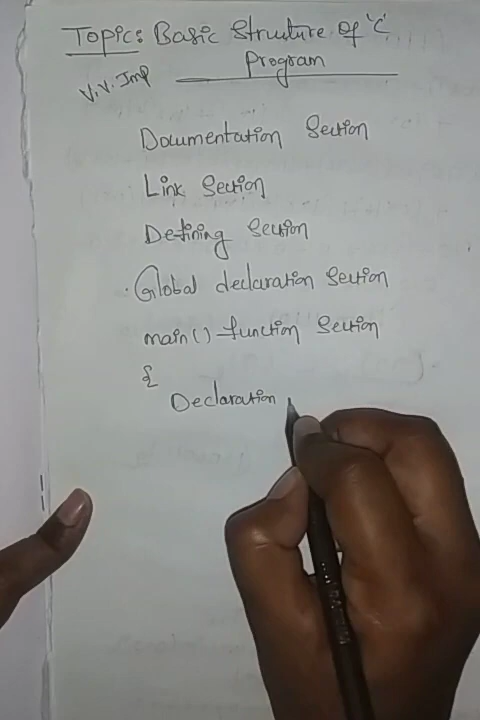 Topic: Basic Structure of 'C'
Program
V.V. Imp
Documentation Section
Link Section
Defining Section
Global declaration Section
main() function Section
{
Declaration